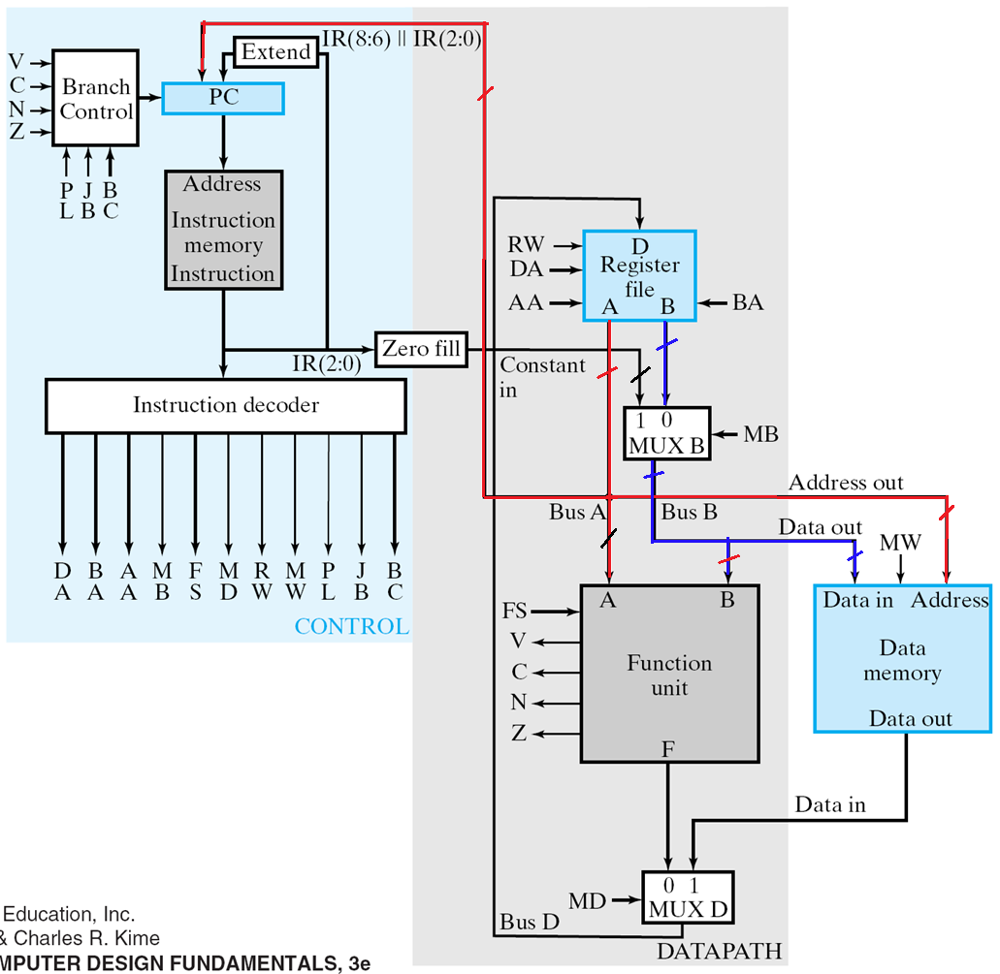 IR(8:6) || IR(2:0)
Extend
V
C
N
Z
Branch
Control
PC
P J B
L B C
Address
Instruction
memory
Instruction
RW
DA
AA
D
Register
file
A B
BA
IR(2:0)
Zero fill
Constant
in
Instruction decoder
1 0
MUX B
MB
Address out
Bus A
Bus B
Data out
MW
D B A M F M R M P J B
A A A B S D W W L B C
CONTROL
FS
V
C
N
Z
A B
Function
unit
F
Data in Address
Data
memory
Data out
Data in
0 1
MUX D
MD
Bus D
DATAPATH
Education, Inc.
& Charles R. Kime
MPUTER DESIGN FUNDAMENTALS, 3e